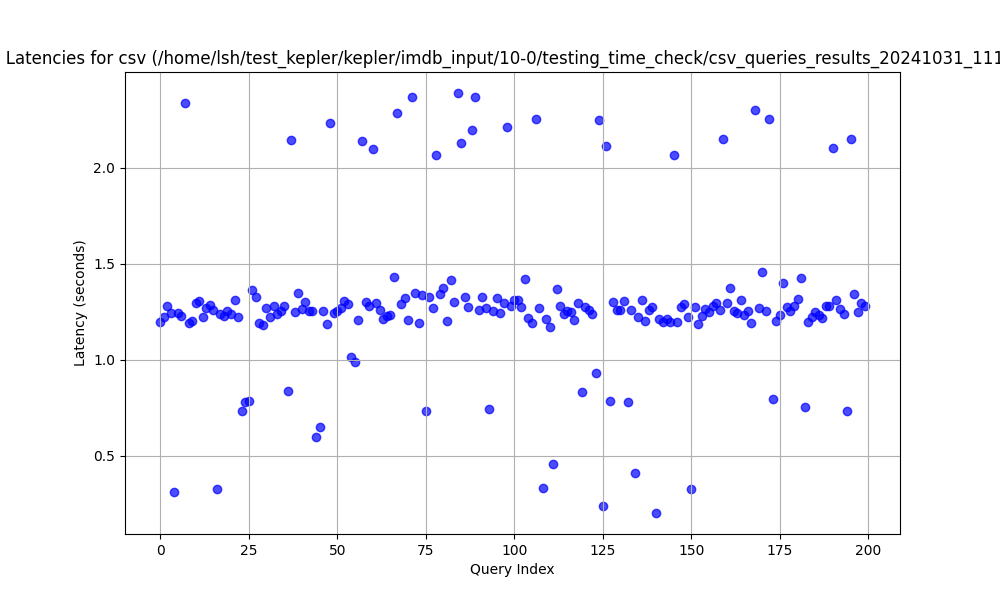 Latencies for csv (/home/lsh/test_kepler/kepler/imdb_input/10-0/testing_time_check/csv_queries_results_20241031_111
2.0
1.5
1.0
0.5
Latency (seconds)
0 25 50 75 100 125 150 175 200
Query Index